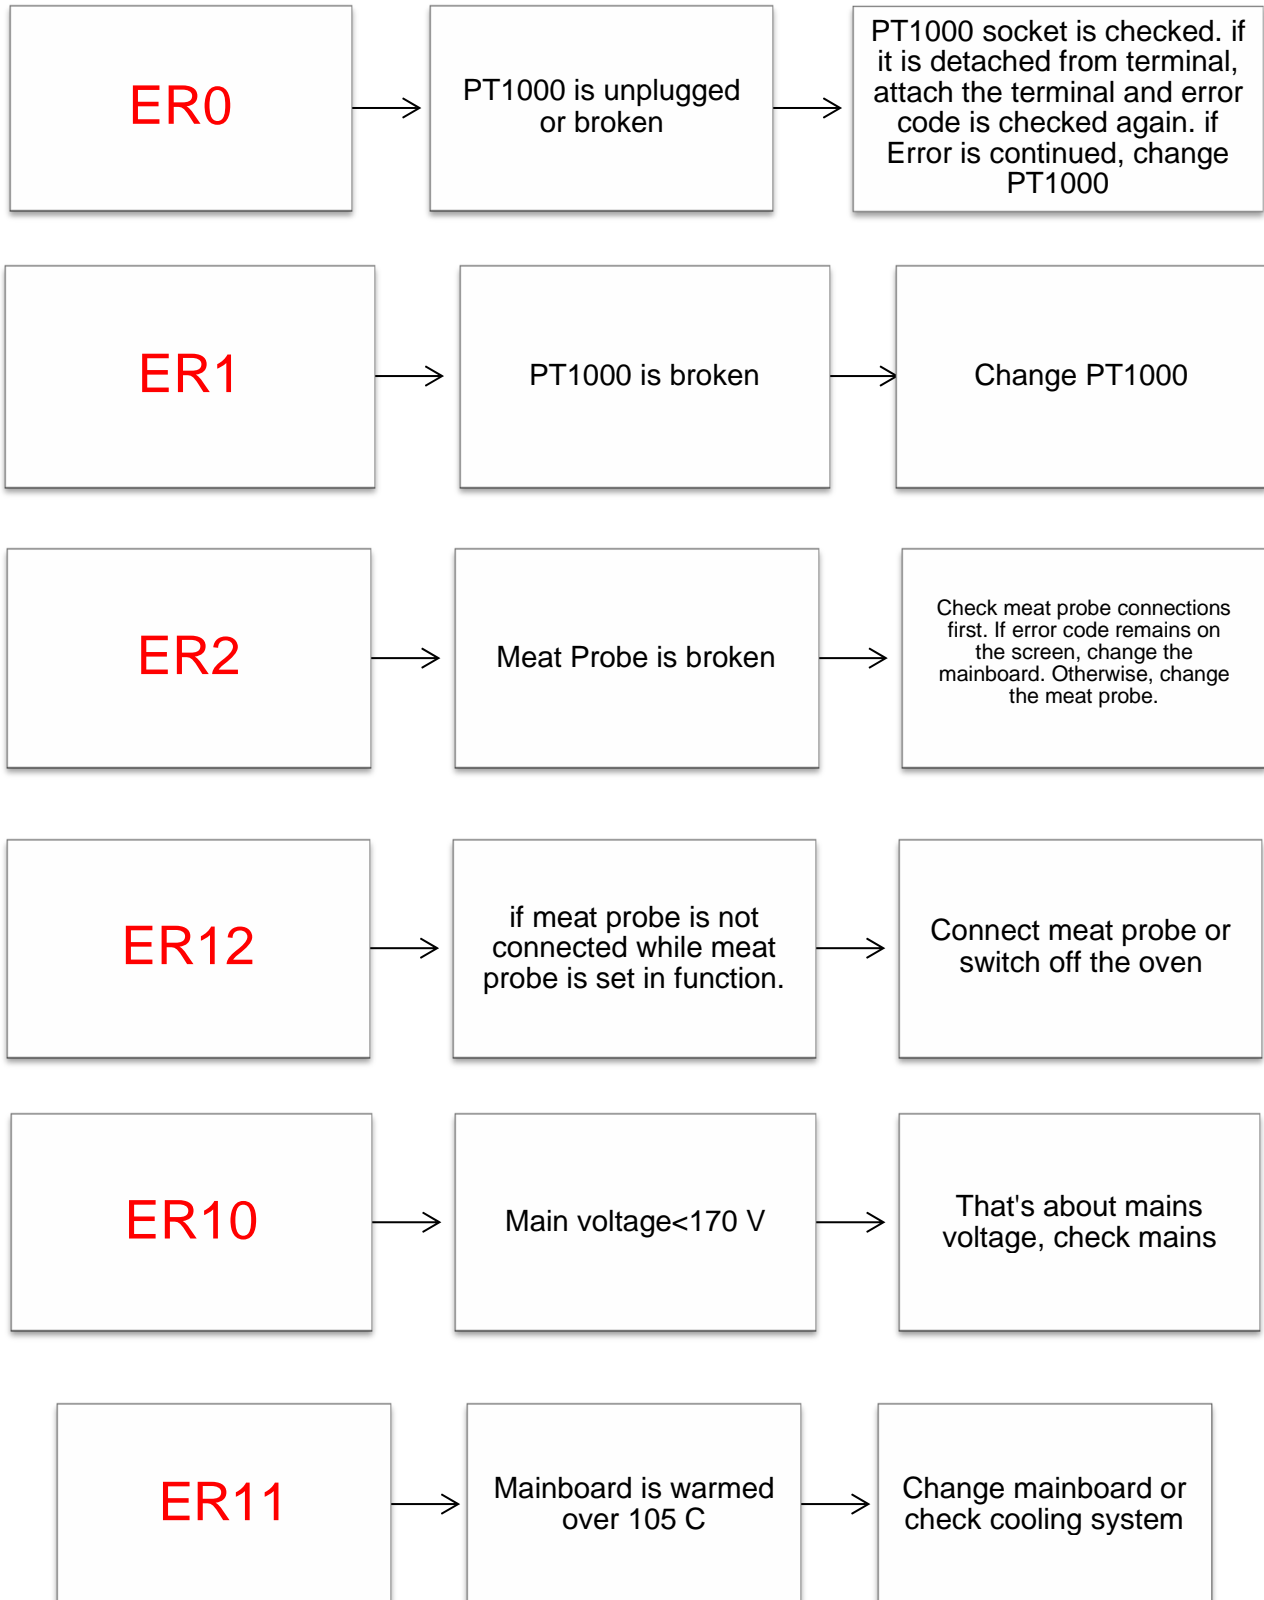 ER0
PT1000 is unplugged
or broken
PT1000 socket is checked. if
it is detached from terminal,
attach the terminal and error
code is checked again. if
Error is continued, change
PT1000
ER1
PT1000 is broken
Change PT1000
ER2
Meat Probe is broken
Check meat probe connections
first. If error code remains on
the screen, change the
mainboard. Otherwise, change
the meat probe.
ER12
if meat probe is not
connected while meat
probe is set in function.
Connect meat probe or
switch off the oven
ER10
Main voltage<170 V
That's about mains
voltage, check mains
ER11
Mainboard is warmed
over 105 C
Change mainboard or
check cooling system